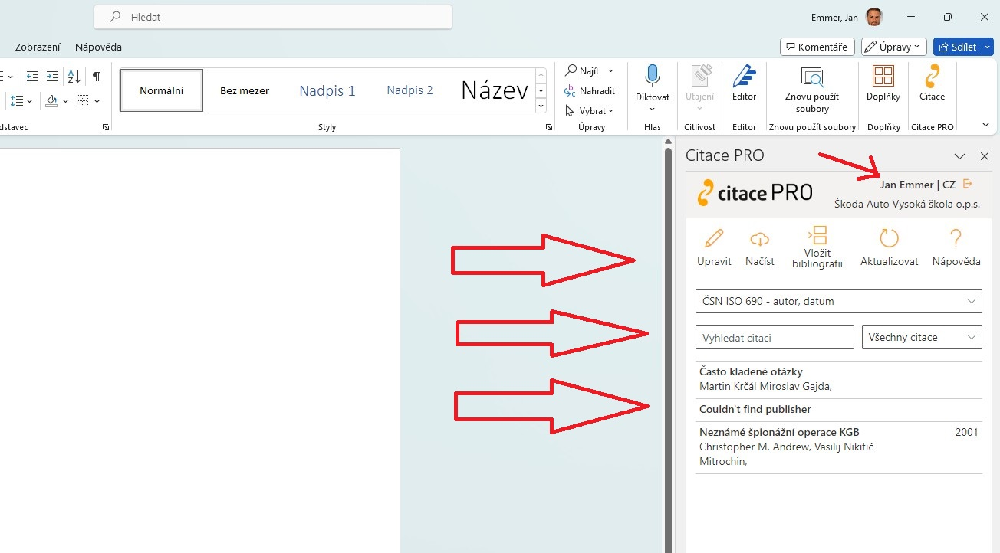 Hledat
Emmer, Jan
Zobrazení Nápověda
Komentáře Úpravy Sdílet
Normální Bez mezer Nadpis 1 Nadpis 2 Název
Najít
Nahradit
Vybrat
Diktovat
Utajení
Editor
Znovu použít
soubory
Doplňky
Citace
dstavec Styly Úpravy Hlas Citlivost Editor Znovu použít soubory Doplňky Citace PRO
Citace PRO
citace PRO
Jan Emmer | CZ
Škoda Auto Vysoká škola o.p.s.
Upravit Načíst Vložit
bibliografii Aktualizovat Nápověda
ČSN ISO 690 - autor, datum
Vyhledat citaci Všechny citace
Často kladené otázky
Martin Krčál Miroslav Gajda,
Couldn't find publisher
Neznámé špionážní operace KGB 2001
Christopher M. Andrew, Vasilij Nikitič
Mitrochin,